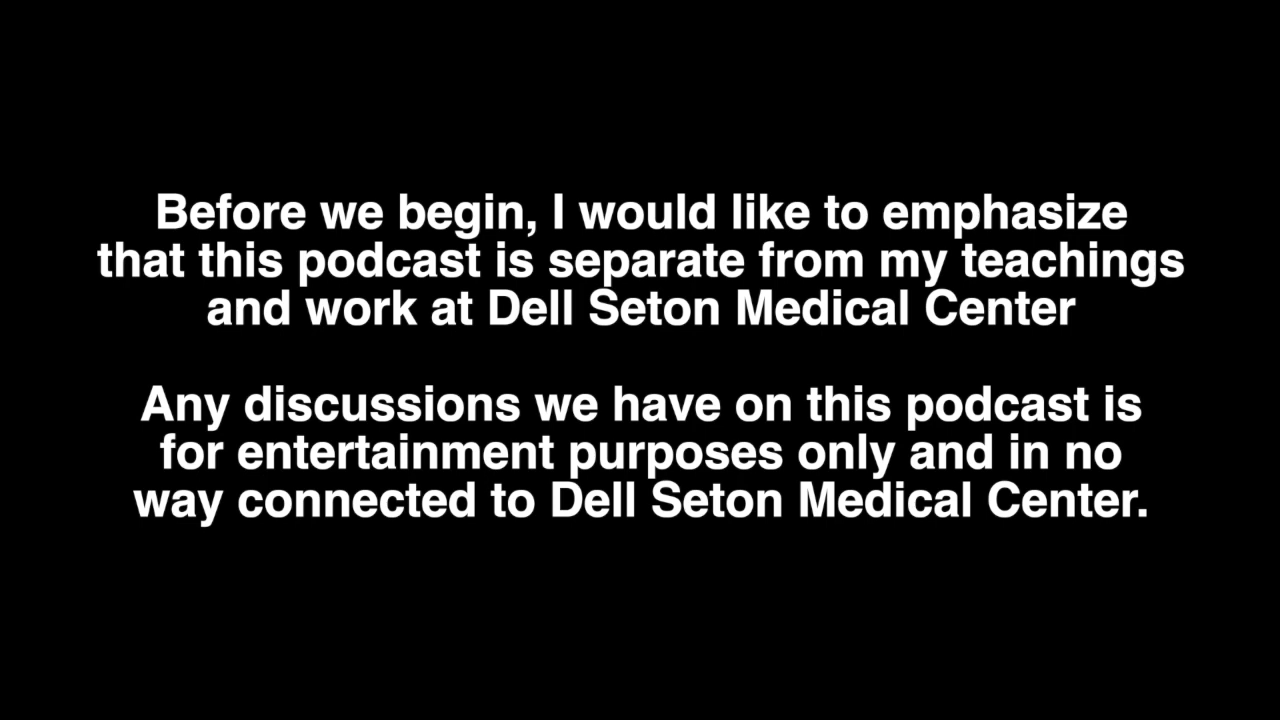 Before we begin, I would like to emphasize
that this podcast is separate from my teachings
and work at Dell Seton Medical Center
Any discussions we have on this podcast is
for entertainment purposes only and in no
way connected to Dell Seton Medical Center.